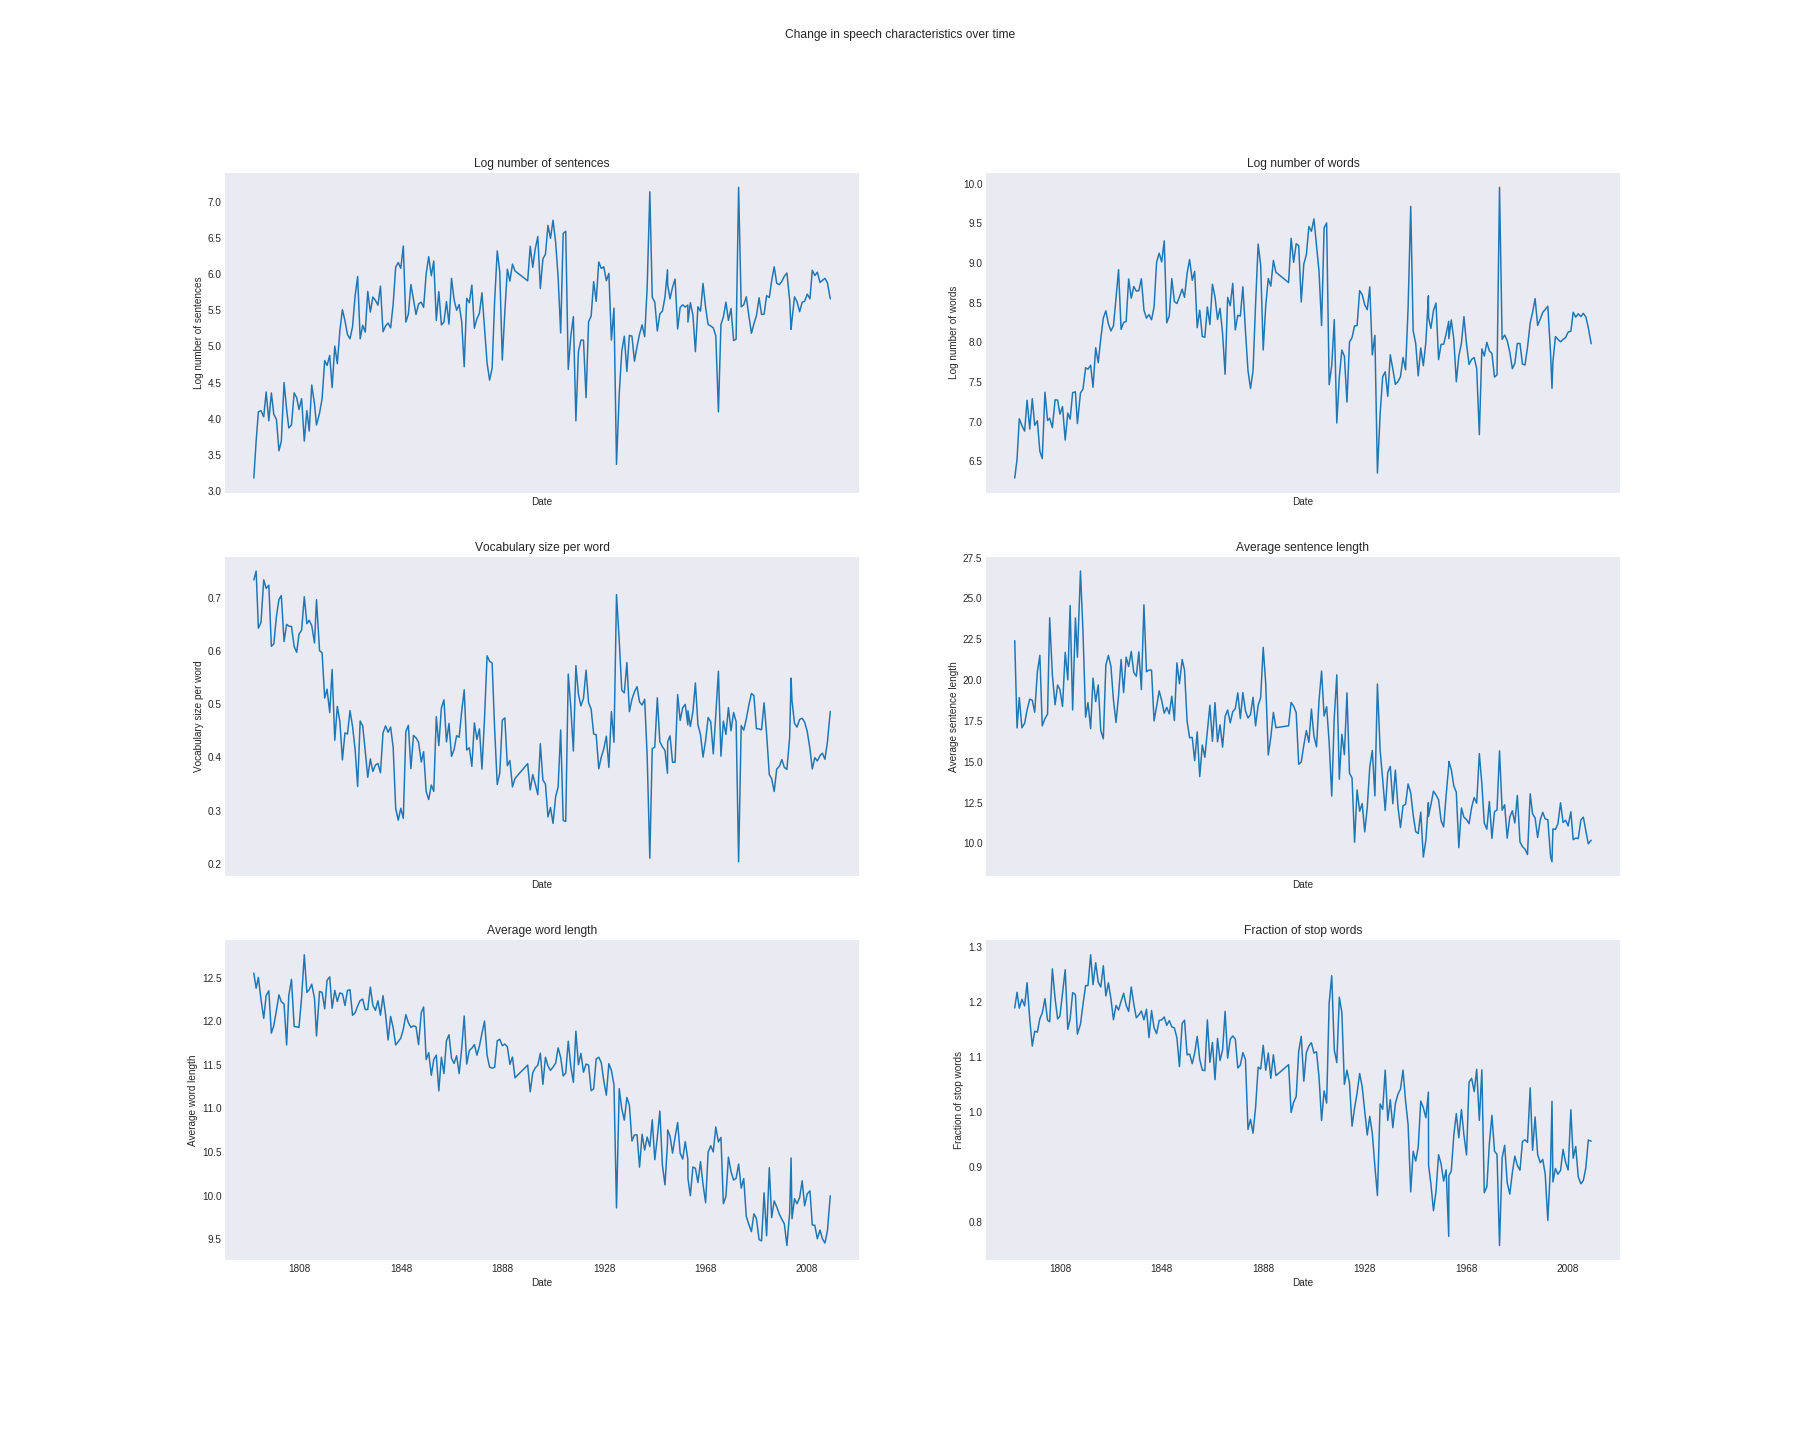 Change in speech characteristics over time
Log number of sentences
Log number of sentences
7.0
6.5
6.0
5.5
5.0
4.5
4.0
3.5
3.0
Date
Log number of words
Log number of words
10.0
9.5
9.0
8.5
8.0
7.5
7.0
6.5
Date
Vocabulary size per word
Vocabulary size per word
0.7
0.6
0.5
0.4
0.3
0.2
Date
Average sentence length
Average sentence length
27.5
25.0
22.5
20.0
17.5
15.0
12.5
10.0
Date
Average word length
Average word length
12.5
12.0
11.5
11.0
10.5
10.0
9.5
1808 1848 1888 1928 1968 2008
Date
Fraction of stop words
Fraction of stop words
1.3
1.2
1.1
1.0
0.9
0.8
1808 1848 1888 1928 1968 2008
Date